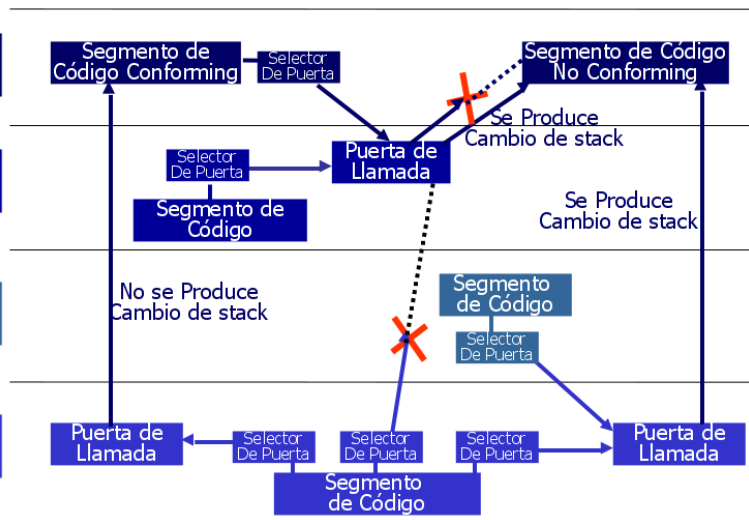 Segmento de
Código Conforming
Selector
De Puerta
Segmento de Código
No Conforming
Se Produce
Cambio de stack
Puerta de
Llamada
Selector
De Puerta
Segmento de
Código
Se Produce
Cambio de stack
No se Produce
Cambio de stack
Segmento
de Código
Selector
De Puerta
Puerta de
Llamada
Selector
De Puerta
Selector
De Puerta
Selector
De Puerta
Puerta de
Llamada
Segmento
de Código